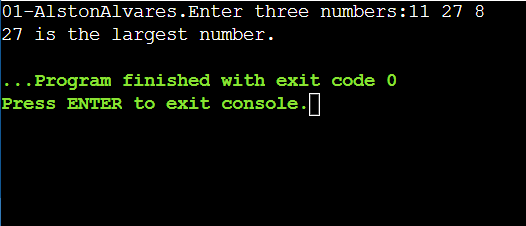 01-AlstonAlvares.Enter three numbers:11 27 8
27 is the largest number.
...Program finished with exit code 0
Press ENTER to exit console.